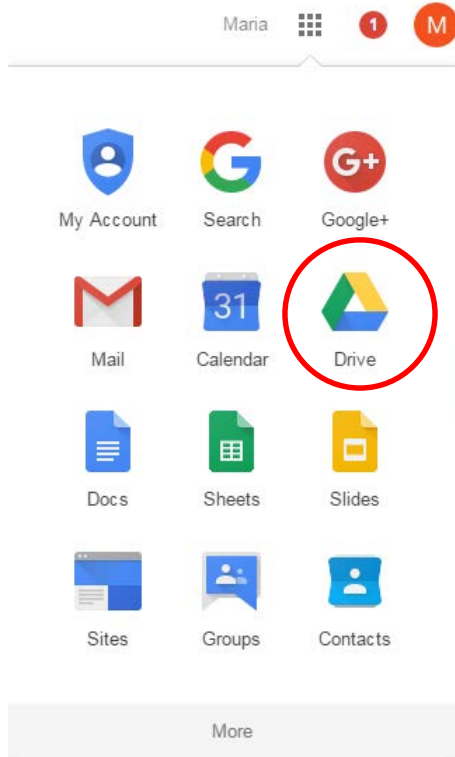 Maria 1 M
My Account Search Google+
31
Mail Calendar Drive
Docs Sheets Slides
Sites Groups Contacts
More